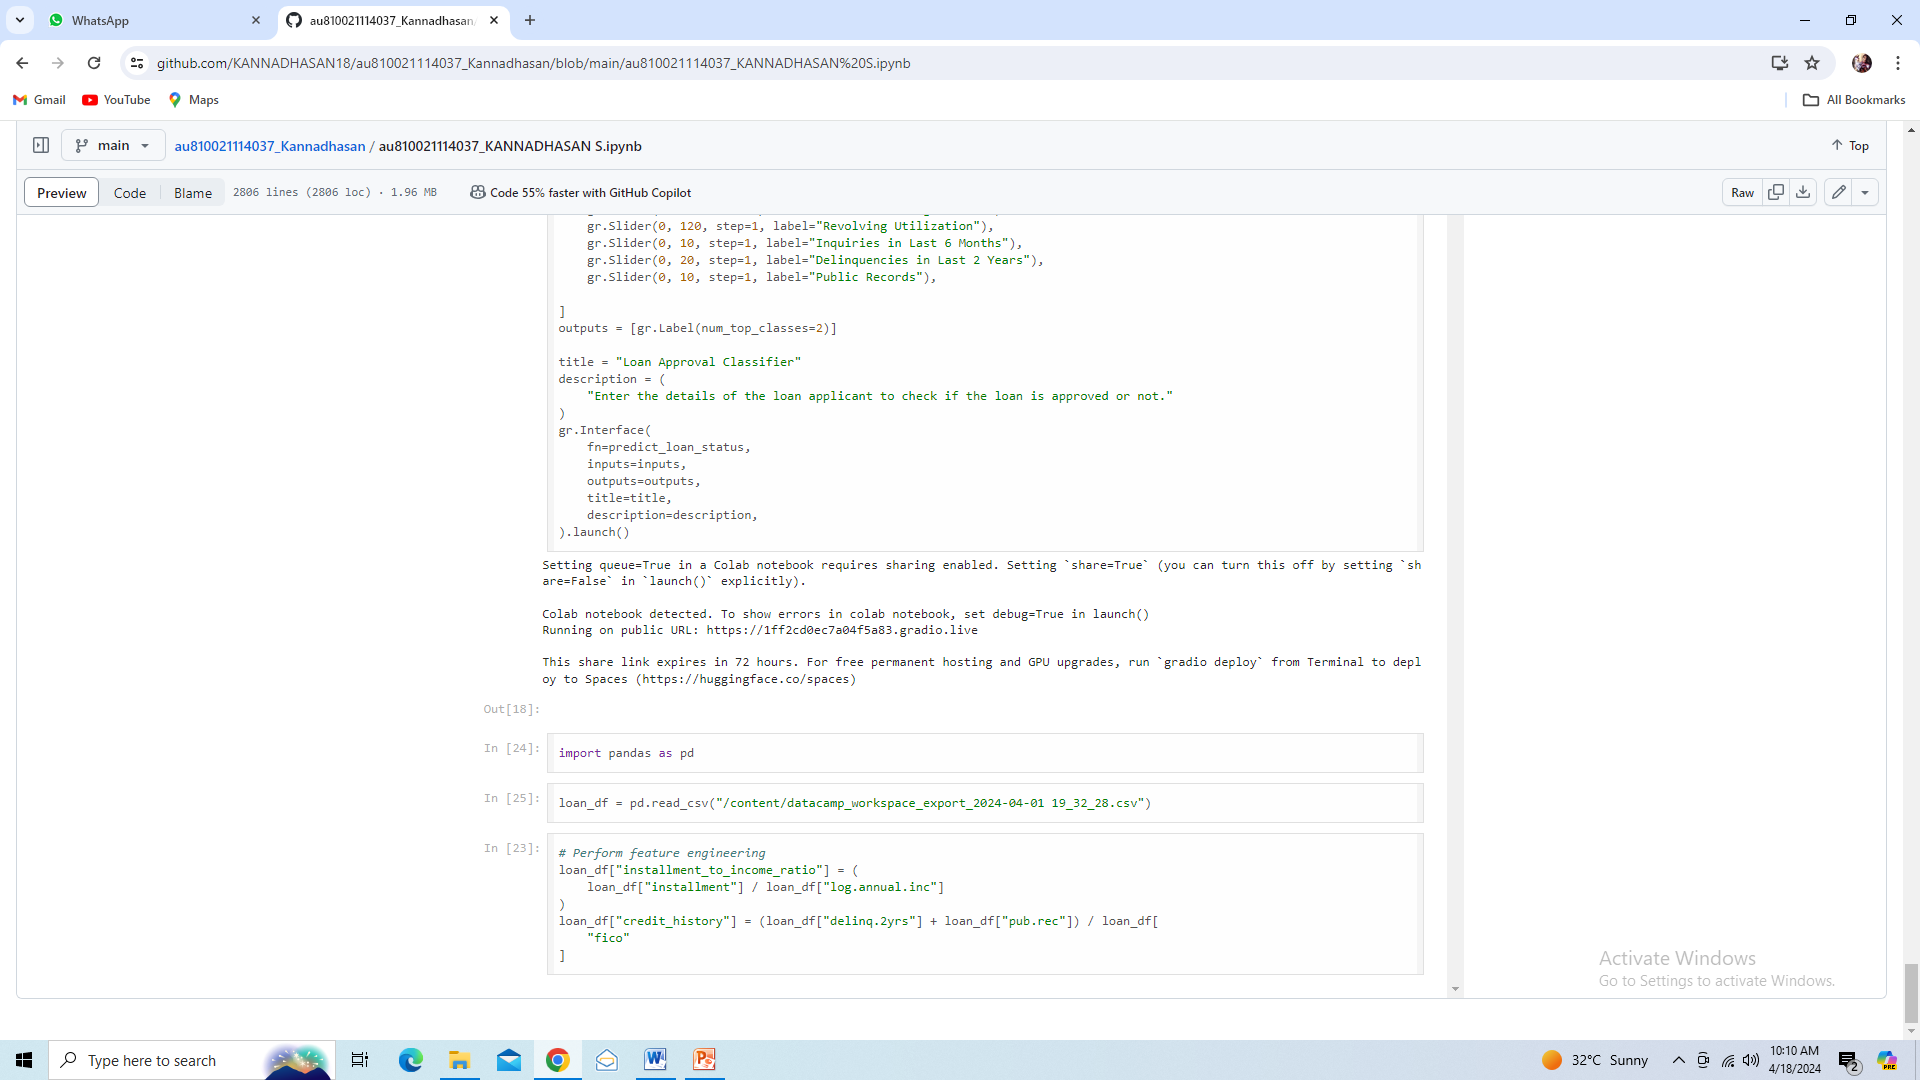 WhatsApp
au810021114037_Kannadhasan
github.com/KANNADHASAN18/au810021114037_Kannadhasan/blob/main/au810021114037_KANNADHASAN%20S.ipynb
Gmail
YouTube
Maps
All Bookmarks
main
au810021114037_Kannadhasan / au810021114037_KANNADHASAN S.ipynb
Top
Preview
Code
Blame
2806 lines (2806 loc) · 1.96 MB
Code 55% faster with GitHub Copilot
Raw
    gr.Slider(0, 120, step=1, label="Revolving Utilization"),
    gr.Slider(0, 10, step=1, label="Inquiries in Last 6 Months"),
    gr.Slider(0, 20, step=1, label="Delinquencies in Last 2 Years"),
    gr.Slider(0, 10, step=1, label="Public Records"),
]
outputs = [gr.Label(num_top_classes=2)]
title = "Loan Approval Classifier"
description = (
    "Enter the details of the loan applicant to check if the loan is approved or not."
)
gr.Interface(
    fn=predict_loan_status,
    inputs=inputs,
    outputs=outputs,
    title=title,
    description=description,
).launch()
Setting queue=True in a Colab notebook requires sharing enabled. Setting `share=True` (you can turn this off by setting `sh
are=False` in `launch()` explicitly).
Colab notebook detected. To show errors in colab notebook, set debug=True in launch()
Running on public URL: https://1ff2cd0ec7a04f5a83.gradio.live
This share link expires in 72 hours. For free permanent hosting and GPU upgrades, run `gradio deploy` from Terminal to depl
oy to Spaces (https://huggingface.co/spaces)
Out[18]:
In [24]:
import pandas as pd
In [25]:
loan_df = pd.read_csv("/content/datacamp_workspace_export_2024-04-01 19_32_28.csv")
In [23]:
# Perform feature engineering
loan_df["installment_to_income_ratio"] = (
    loan_df["installment"] / loan_df["log.annual.inc"]
)
loan_df["credit_history"] = (loan_df["delinq.2yrs"] + loan_df["pub.rec"]) / loan_df[
    "fico"
]
Activate Windows
Go to Settings to activate Windows.
Type here to search
32°C Sunny
10:10 AM
4/18/2024
2
PRE